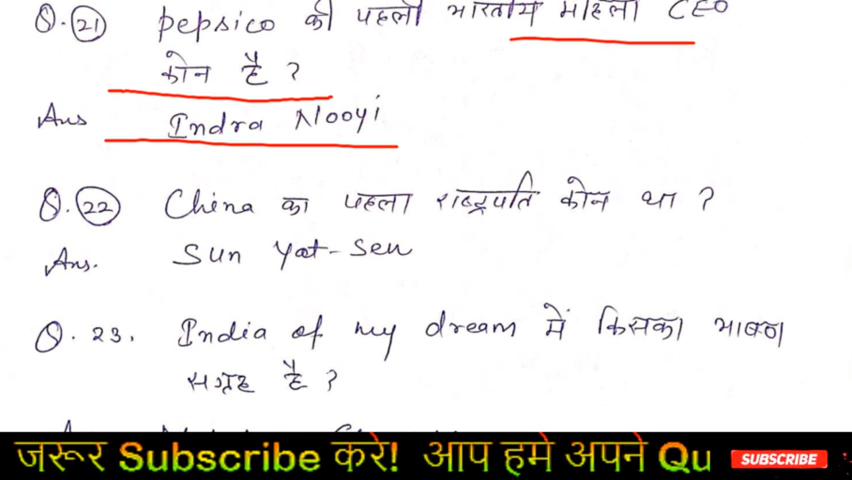 Q. 21 pepsico की पहली भारतीय महिला CEO
कोन है ?
Ans Indra Nooyi
Q. 22 China का पहला राष्ट्रपति कोन था ?
Ans. Sun Yat-Sen
Q. 23. India of my dream में किसका भाषण
सग्रह है ?
जरूर Subscribe करे! आप हमे अपने Qu SUBSCRIBE